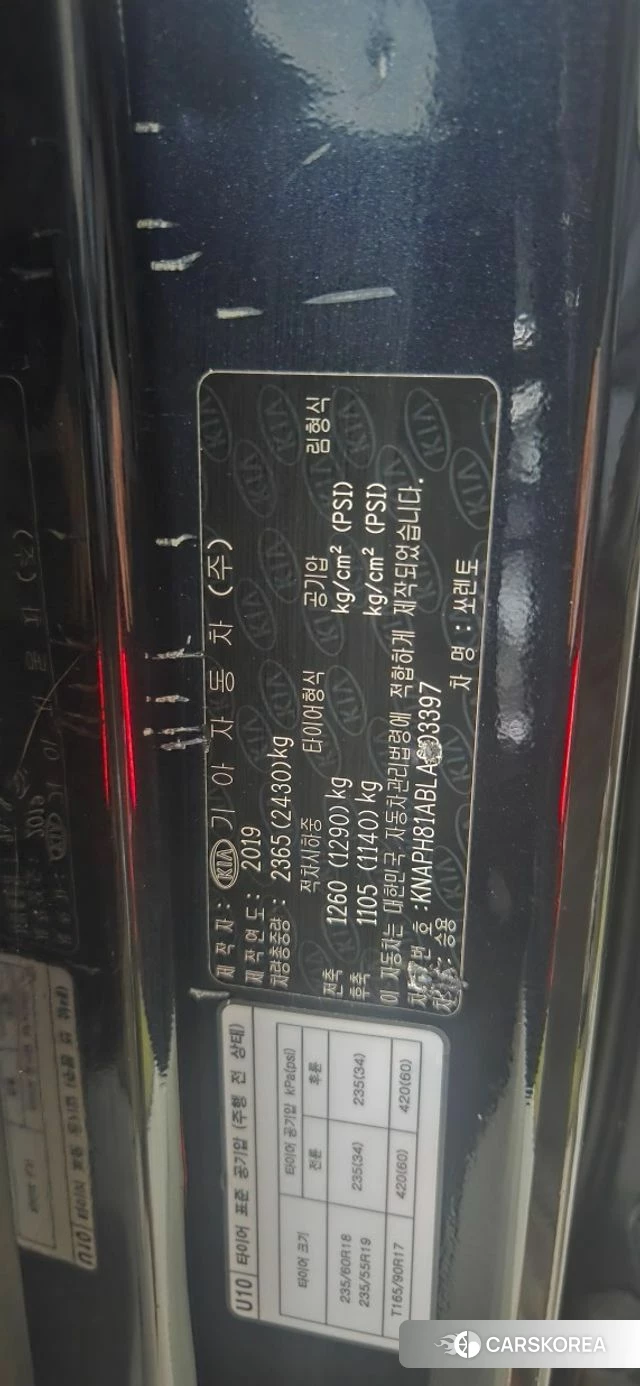 제 작 자 : KIA 기 아 자 동 차 (주)
제 작 연 도 : 2019
차량총중량 : 2365(2430)kg
적차시하중 타이어형식 공기압 림형식
전축 1260 (1290) kg kg/cm² (PSI)
후축 1105 (1140) kg kg/cm² (PSI)
이 자동차는 대한민국 자동차관리법령에 적합하게 제작되었습니다.
번 호 : KNAPH81ABLA 03397
승용 차 명 : 쏘렌토
U10 타이어 표준 공기압 (주행 전 상태)
타이어 크기 타이어 공기압 kPa(psi)
전륜 후륜
235/60R18 235(34) 235(34)
235/55R19
T165/90R17 420(60) 420(60)
CARSKOREA